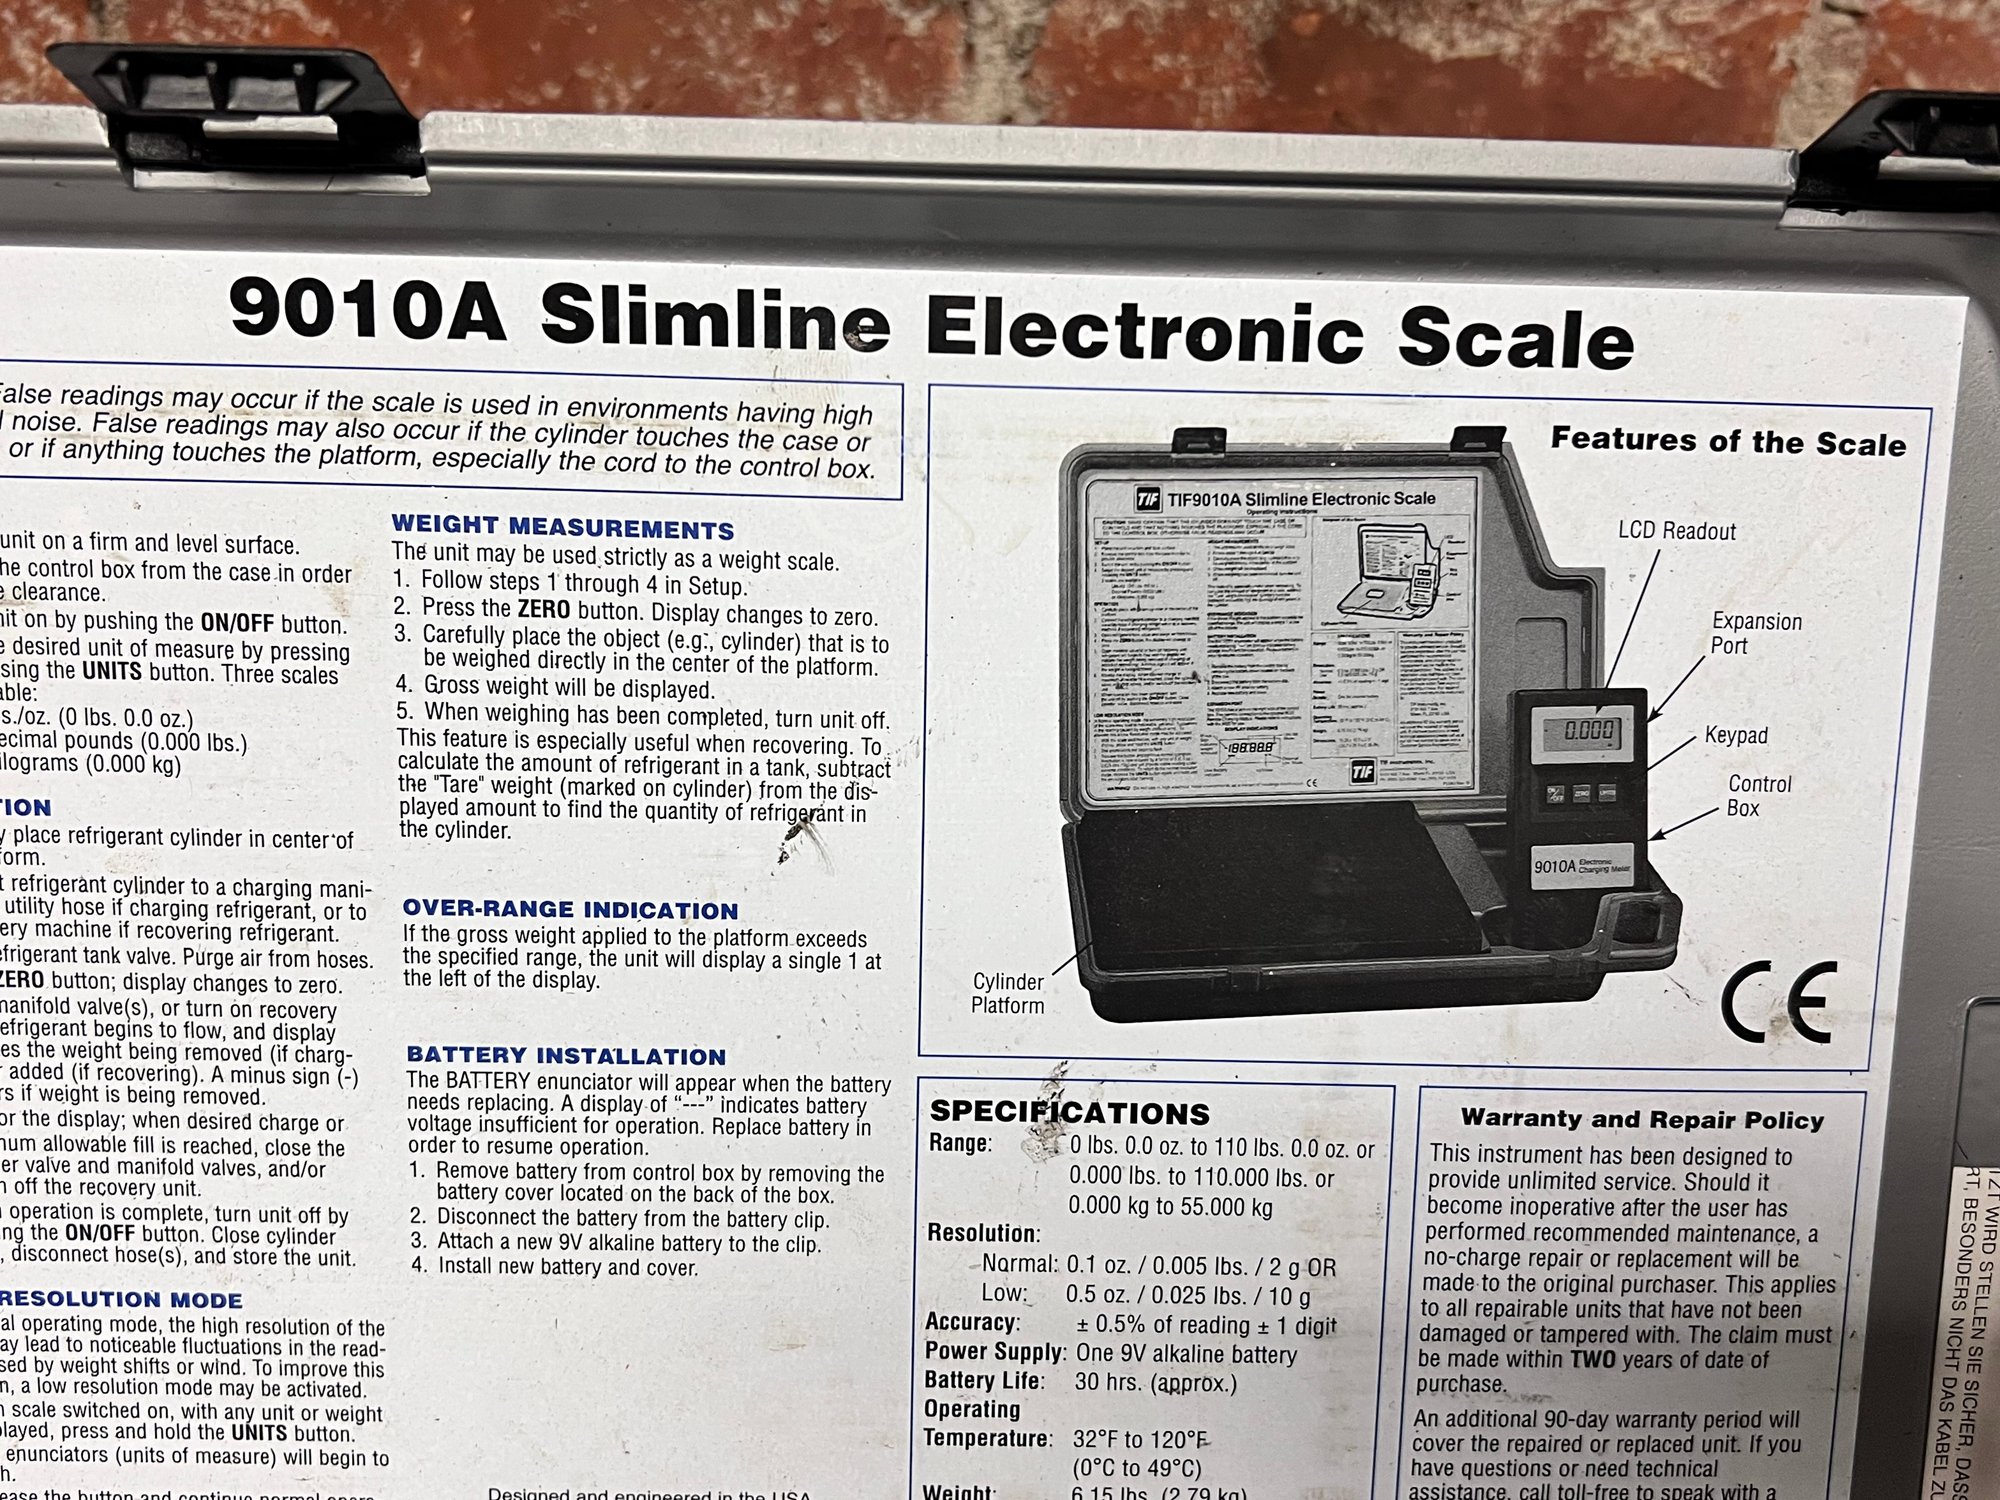 9010A Slimline Electronic Scale
False readings may occur if the scale is used in environments having high
noise. False readings may also occur if the cylinder touches the case or
or if anything touches the platform, especially the cord to the control box.
unit on a firm and level surface.
he control box from the case in order
clearance.
nit on by pushing the ON/OFF button.
desired unit of measure by pressing
sing the UNITS button. Three scales
able:
s./oz. (0 lbs. 0.0 oz.)
ecimal pounds (0.000 lbs.)
ilograms (0.000 kg)
TION
y place refrigerant cylinder in center of
form.
t refrigerant cylinder to a charging mani-
utility hose if charging refrigerant, or to
ery machine if recovering refrigerant.
efrigerant tank valve. Purge air from hoses.
ZERO button; display changes to zero.
manifold valve(s), or turn on recovery
efrigerant begins to flow, and display
es the weight being removed (if charg-
added (if recovering). A minus sign (-)
rs if weight is being removed.
or the display; when desired charge or
num allowable fill is reached, close the
er valve and manifold valves, and/or
n off the recovery unit.
operation is complete, turn unit off by
ng the ON/OFF button. Close cylinder
, disconnect hose(s), and store the unit.
RESOLUTION MODE
al operating mode, the high resolution of the
ay lead to noticeable fluctuations in the read-
sed by weight shifts or wind. To improve this
n, a low resolution mode may be activated.
n scale switched on, with any unit or weight
layed, press and hold the UNITS button.
enunciators (units of measure) will begin to
h.
ease the button and continue normal opera-
WEIGHT MEASUREMENTS
The unit may be used strictly as a weight scale.
1. Follow steps 1 through 4 in Setup.
2. Press the ZERO button. Display changes to zero.
3. Carefully place the object (e.g., cylinder) that is to
be weighed directly in the center of the platform.
4. Gross weight will be displayed.
5. When weighing has been completed, turn unit off.
This feature is especially useful when recovering. To
calculate the amount of refrigerant in a tank, subtract
the "Tare" weight (marked on cylinder) from the dis-
played amount to find the quantity of refrigerant in
the cylinder.
OVER-RANGE INDICATION
If the gross weight applied to the platform exceeds
the specified range, the unit will display a single 1 at
the left of the display.
BATTERY INSTALLATION
The BATTERY enunciator will appear when the battery
needs replacing. A display of “---” indicates battery
voltage insufficient for operation. Replace battery in
order to resume operation.
1. Remove battery from control box by removing the
battery cover located on the back of the box.
2. Disconnect the battery from the battery clip.
3. Attach a new 9V alkaline battery to the clip.
4. Install new battery and cover.
Designed and engineered in the USA
Features of the Scale
TIF TIF9010A Slimline Electronic Scale
Operating Instructions
LCD Readout
Expansion
Port
Keypad
Control
Box
Cylinder
Platform
0.000
ON/OFF ZERO UNITS
9010A Electronic
Charging Meter
TIF
CE
SPECIFICATIONS
Range: 0 lbs. 0.0 oz. to 110 lbs. 0.0 oz. or
0.000 lbs. to 110.000 lbs. or
0.000 kg to 55.000 kg
Resolution:
Normal: 0.1 oz. / 0.005 lbs. / 2 g OR
Low: 0.5 oz. / 0.025 lbs. / 10 g
Accuracy: ± 0.5% of reading ± 1 digit
Power Supply: One 9V alkaline battery
Battery Life: 30 hrs. (approx.)
Operating
Temperature: 32°F to 120°F
(0°C to 49°C)
Weight: 6.15 lbs. (2.79 kg)
Warranty and Repair Policy
This instrument has been designed to
provide unlimited service. Should it
become inoperative after the user has
performed recommended maintenance, a
no-charge repair or replacement will be
made to the original purchaser. This applies
to all repairable units that have not been
damaged or tampered with. The claim must
be made within TWO years of date of
purchase.
An additional 90-day warranty period will
cover the repaired or replaced unit. If you
have questions or need technical
assistance, call toll-free to speak with a
TZT WIRD STELLEN SIE SICHER, DASS
RT, BESONDERS NICHT DAS KABEL ZU